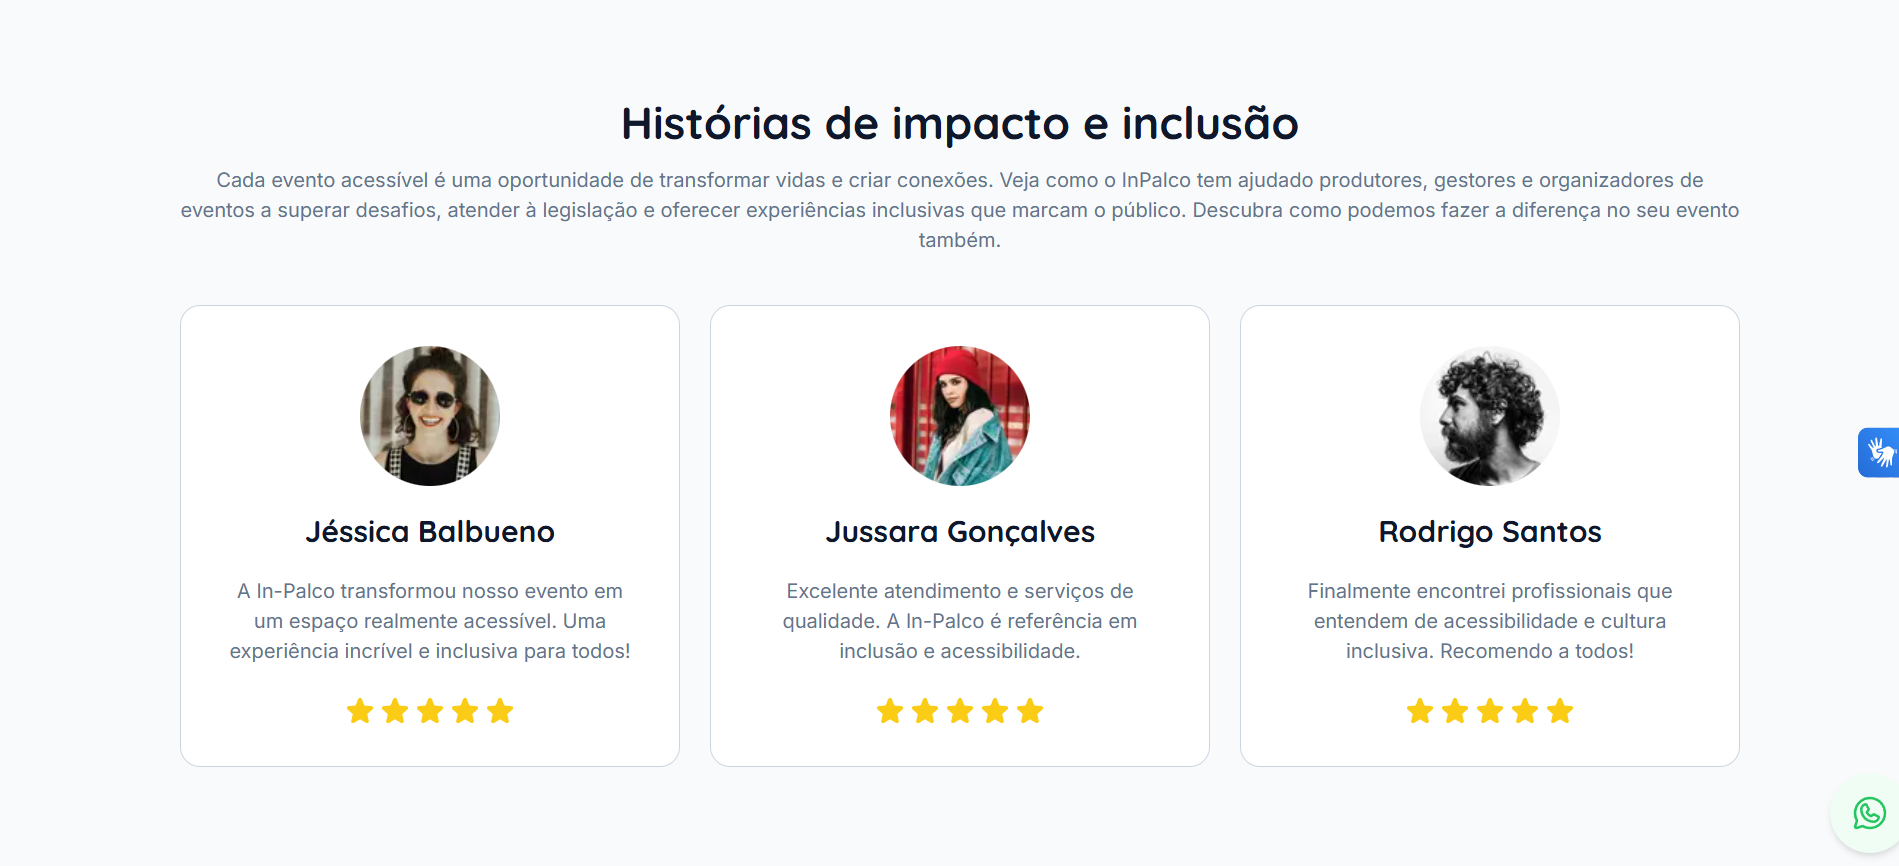 Histórias de impacto e inclusão
Cada evento acessível é uma oportunidade de transformar vidas e criar conexões. Veja como o InPalco tem ajudado produtores, gestores e organizadores de
eventos a superar desafios, atender à legislação e oferecer experiências inclusivas que marcam o público. Descubra como podemos fazer a diferença no seu evento
também.
Jéssica Balbueno
A In-Palco transformou nosso evento em
um espaço realmente acessível. Uma
experiência incrível e inclusiva para todos!
Jussara Gonçalves
Excelente atendimento e serviços de
qualidade. A In-Palco é referência em
inclusão e acessibilidade.
Rodrigo Santos
Finalmente encontrei profissionais que
entendem de acessibilidade e cultura
inclusiva. Recomendo a todos!